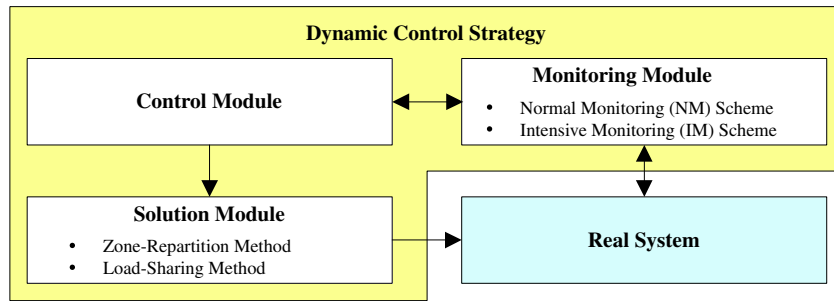 Dynamic Control Strategy
Control Module
Monitoring Module
• Normal Monitoring (NM) Scheme
• Intensive Monitoring (IM) Scheme
Solution Module
• Zone-Repartition Method
• Load-Sharing Method
Real System